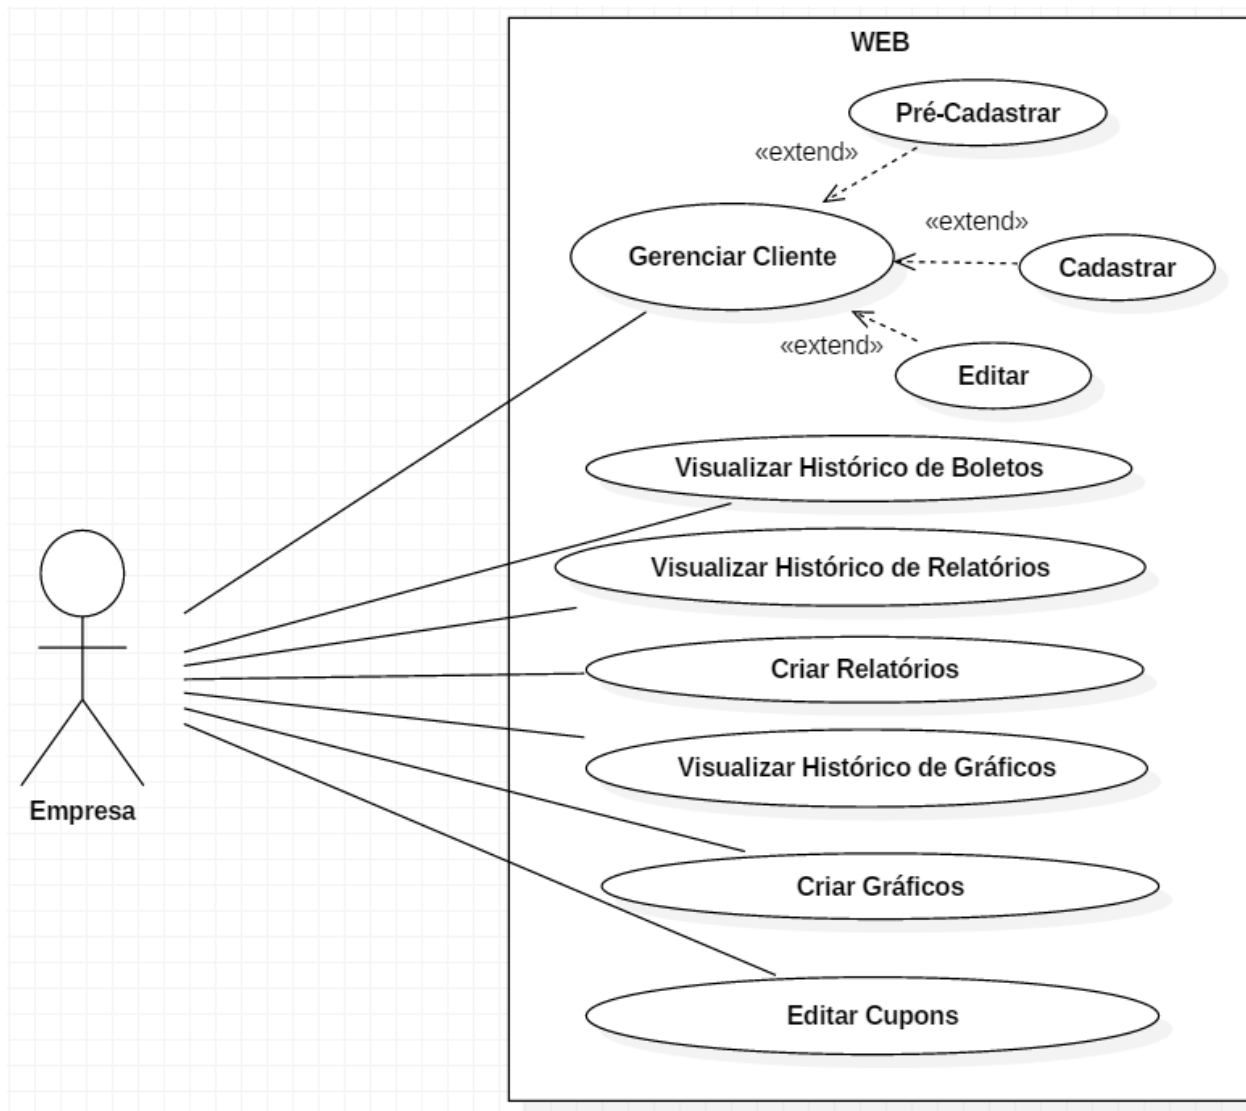 WEB
Pré-Cadastrar
«extend»
«extend»
Gerenciar Cliente
Cadastrar
«extend»
Editar
Visualizar Histórico de Boletos
Visualizar Histórico de Relatórios
Criar Relatórios
Visualizar Histórico de Gráficos
Empresa
Criar Gráficos
Editar Cupons